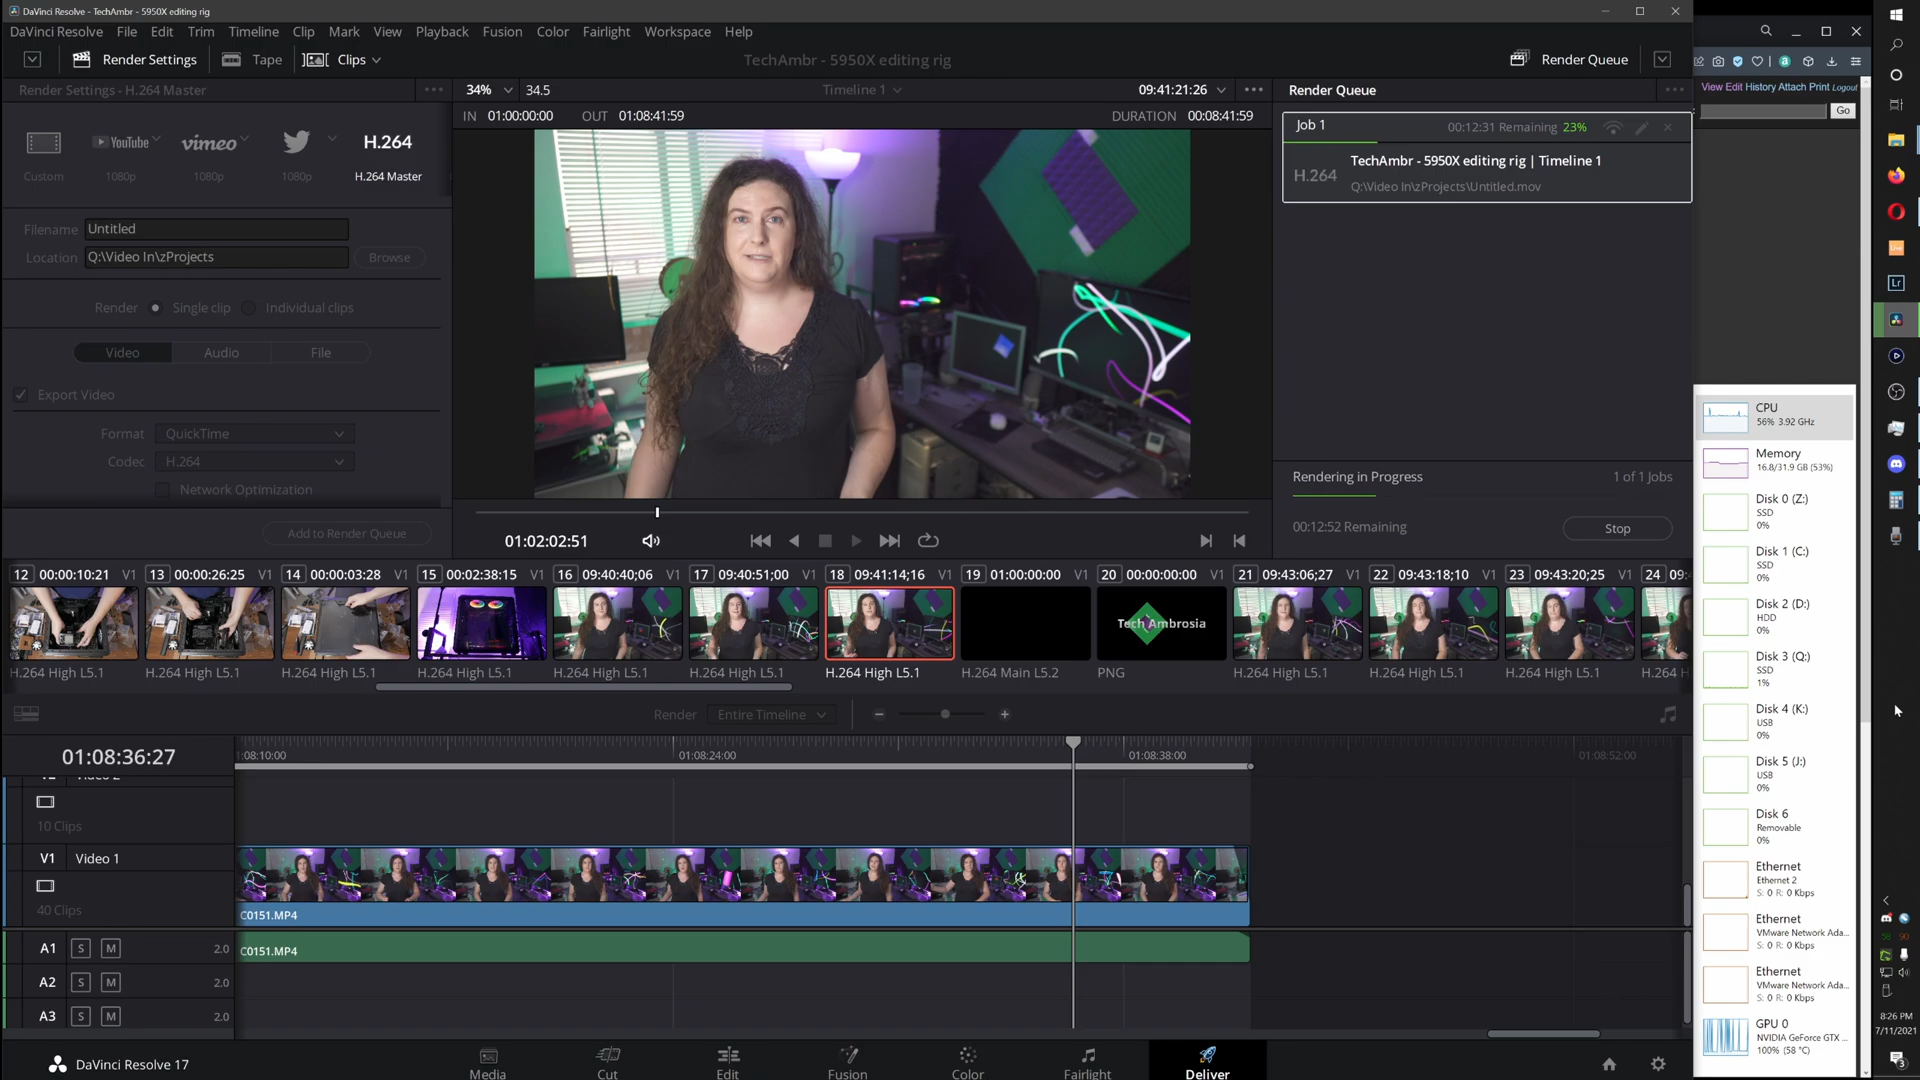 DaVinci Resolve - TechAmbr - 5950X editing rig
DaVinci Resolve File Edit Trim Timeline Clip Mark View Playback Fusion Color Fairlight Workspace Help
Render Settings Tape Clips TechAmbr - 5950X editing rig Render Queue
View Edit History Attach Print Logout
Go
Render Settings - H.264 Master 34% 34.5 Timeline 1 09:41:21:26 Render Queue
IN 01:00:00:00 OUT 01:08:41:59 DURATION 00:08:41:59
Job 1 00:12:31 Remaining 23%
TechAmbr - 5950X editing rig | Timeline 1
H.264
Q:\Video In\zProjects\Untitled.mov
YouTube vimeo H.264
Custom 1080p 1080p 1080p H.264 Master
Filename Untitled
Location Q:\Video In\zProjects Browse
Render Single clip Individual clips
Video Audio File
Export Video
Format QuickTime
Codec H.264
Network Optimization
Add to Render Queue
01:02:02:51
Rendering in Progress 1 of 1 Jobs
00:12:52 Remaining Stop
12 00:00:10:21 V1 13 00:00:26:25 V1 14 00:00:03:28 V1 15 00:02:38:15 V1 16 09:40:40;06 V1 17 09:40:51;00 V1 18 09:41:14;16 V1 19 01:00:00:00 V1 20 00:00:00:00 V1 21 09:43:06;27 V1 22 09:43:18;10 V1 23 09:43:20;25 V1 24 09:
Tech Ambrosia
H.264 High L5.1 H.264 High L5.1 H.264 High L5.1 H.264 High L5.1 H.264 High L5.1 H.264 High L5.1 H.264 High L5.1 H.264 Main L5.2 PNG H.264 High L5.1 H.264 High L5.1 H.264 High L5.1 H.264 H
Render Entire Timeline
01:08:36:27 :08:10:00 01:08:24:00 01:08:38:00 01:08:52:00
10 Clips
V1 Video 1
40 Clips
C0151.MP4
A1 S M 2.0 C0151.MP4
A2 S M 2.0
A3 S M 2.0
DaVinci Resolve 17 Media Cut Edit Fusion Color Fairlight Deliver
CPU
56% 3.92 GHz
Memory
16.8/31.9 GB (53%)
Disk 0 (Z:)
SSD
0%
Disk 1 (C:)
SSD
0%
Disk 2 (D:)
HDD
0%
Disk 3 (Q:)
SSD
1%
Disk 4 (K:)
USB
0%
Disk 5 (J:)
USB
0%
Disk 6
Removable
0%
Ethernet
Ethernet 2
S: 0 R: 0 Kbps
Ethernet
VMware Network Ada...
S: 0 R: 0 Kbps
Ethernet
VMware Network Ada...
S: 0 R: 0 Kbps
GPU 0
NVIDIA GeForce GTX ...
100% (58 °C)
Lr
8:26 PM
7/11/2021
3